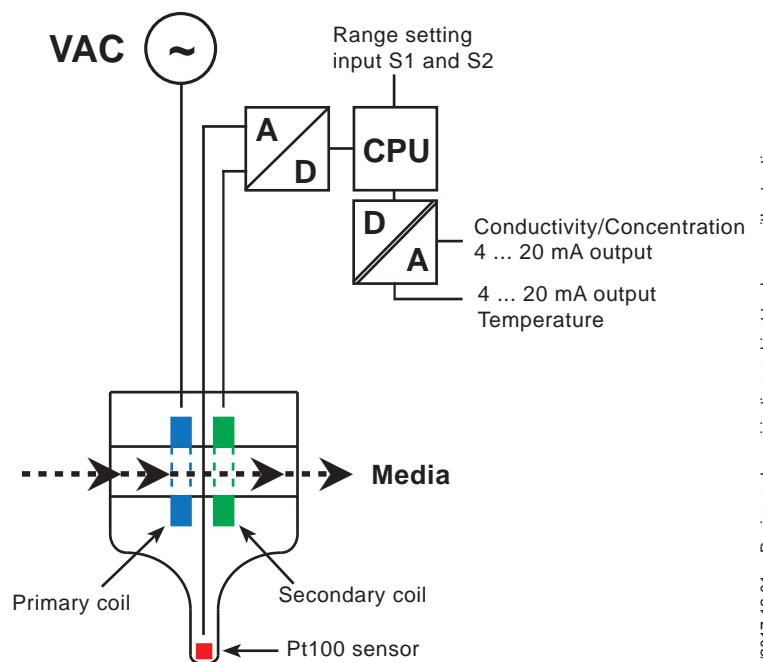 VAC
~
Range setting
input S1 and S2
A
D
CPU
D
A
Conductivity/Concentration
4 ... 20 mA output
4 ... 20 mA output
Temperature
Media
Primary coil
Secondary coil
Pt100 sensor